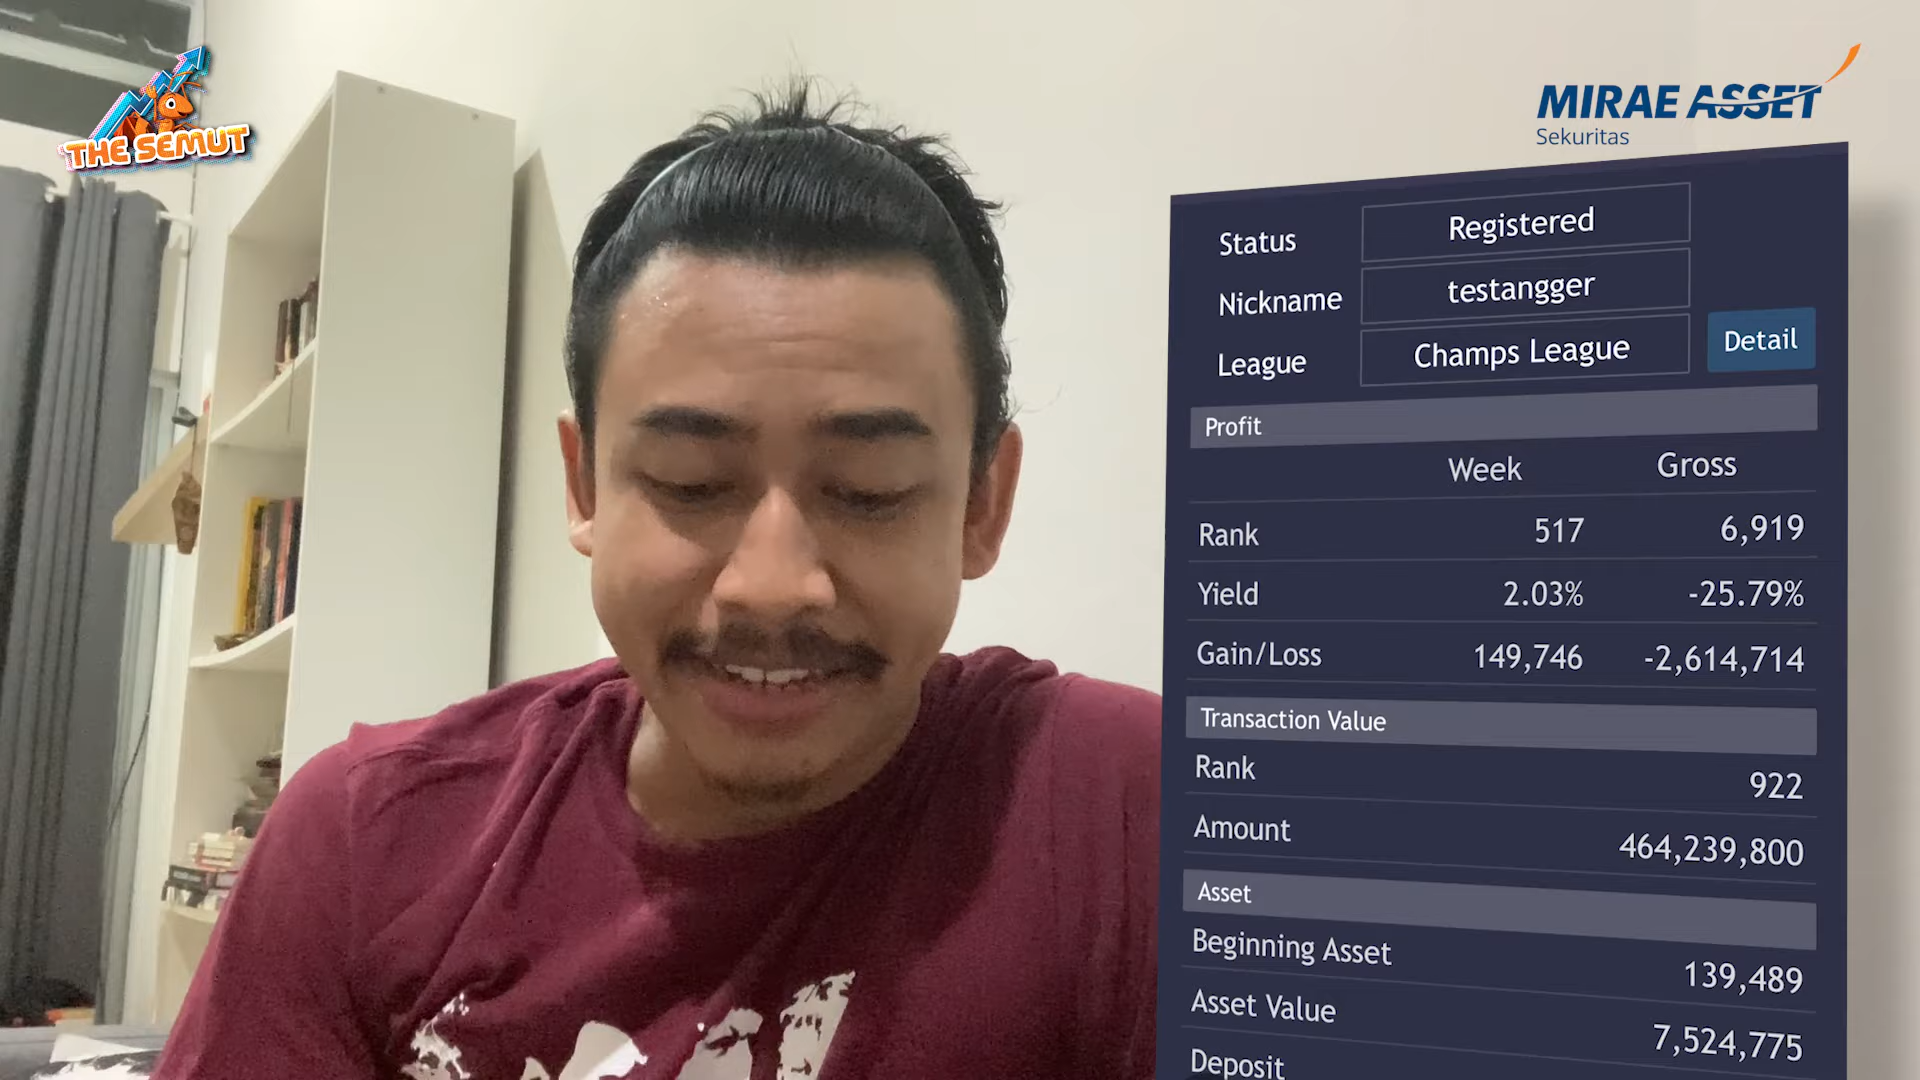 THE SEMUT
MIRAE ASSET
Sekuritas
Status Registered
Nickname testangger
League Champs League Detail
Profit
Week Gross
Rank 517 6,919
Yield 2.03% -25.79%
Gain/Loss 149,746 -2,614,714
Transaction Value
Rank 922
Amount 464,239,800
Asset
Beginning Asset 139,489
Asset Value 7,524,775
Deposit